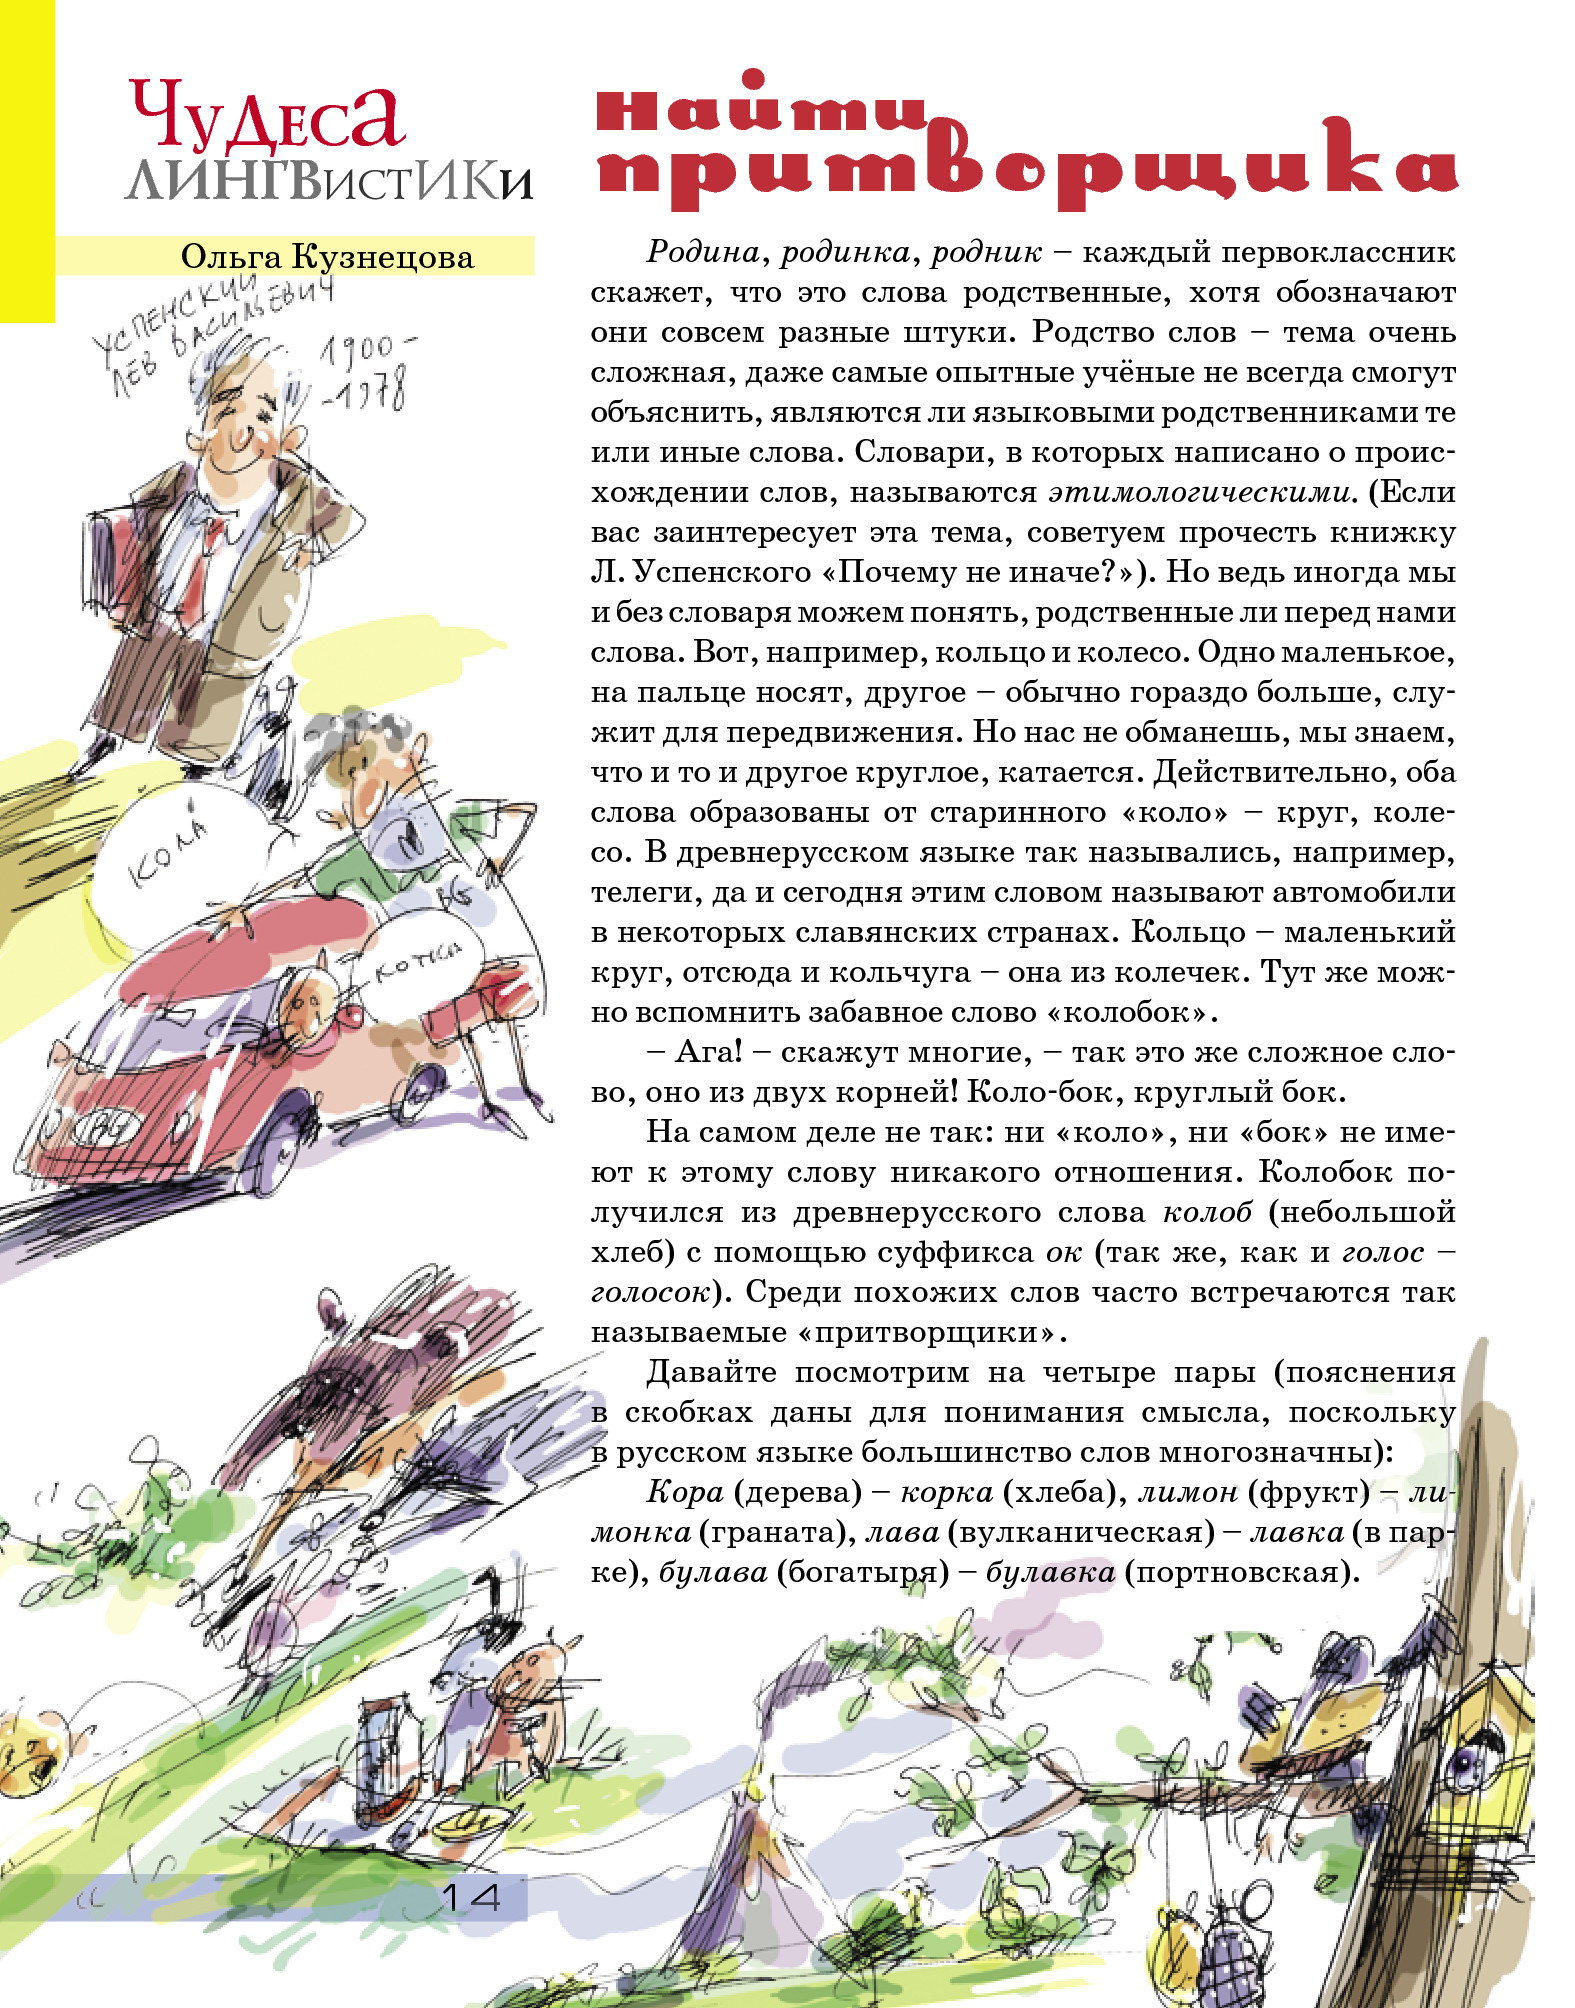 Чудеса
лингвистики
Ольга Кузнецова
Найти
притворщика
Успенский
Лев Васильевич
1900-
-1978
Родина, родинка, родник – каждый первоклассник
скажет, что это слова родственные, хотя обозначают
они совсем разные штуки. Родство слов – тема очень
сложная, даже самые опытные учёные не всегда смогут
объяснить, являются ли языковыми родственниками те
или иные слова. Словари, в которых написано о проис-
хождении слов, называются этимологическими. (Если
вас заинтересует эта тема, советуем прочесть книжку
Л. Успенского «Почему не иначе?»). Но ведь иногда мы
и без словаря можем понять, родственные ли перед нами
слова. Вот, например, кольцо и колесо. Одно маленькое,
на пальце носят, другое – обычно гораздо больше, слу-
жит для передвижения. Но нас не обманешь, мы знаем,
что и то и другое круглое, катается. Действительно, оба
слова образованы от старинного «коло» – круг, коле-
со. В древнерусском языке так назывались, например,
телеги, да и сегодня этим словом называют автомобили
в некоторых славянских странах. Кольцо – маленький
круг, отсюда и кольчуга – она из колечек. Тут же мож-
но вспомнить забавное слово «колобок».
– Ага! – скажут многие, – так это же сложное сло-
во, оно из двух корней! Коло-бок, круглый бок.
На самом деле не так: ни «коло», ни «бок» не име-
ют к этому слову никакого отношения. Колобок по-
лучился из древнерусского слова колоб (небольшой
хлеб) с помощью суффикса ок (так же, как и голос –
голосок). Среди похожих слов часто встречаются так
называемые «притворщики».
Давайте посмотрим на четыре пары (пояснения
в скобках даны для понимания смысла, поскольку
в русском языке большинство слов многозначны):
Кора (дерева) – корка (хлеба), лимон (фрукт) – ли-
монка (граната), лава (вулканическая) – лавка (в пар-
ке), булава (богатыря) – булавка (портновская).
кола
BG
котка
BG
14